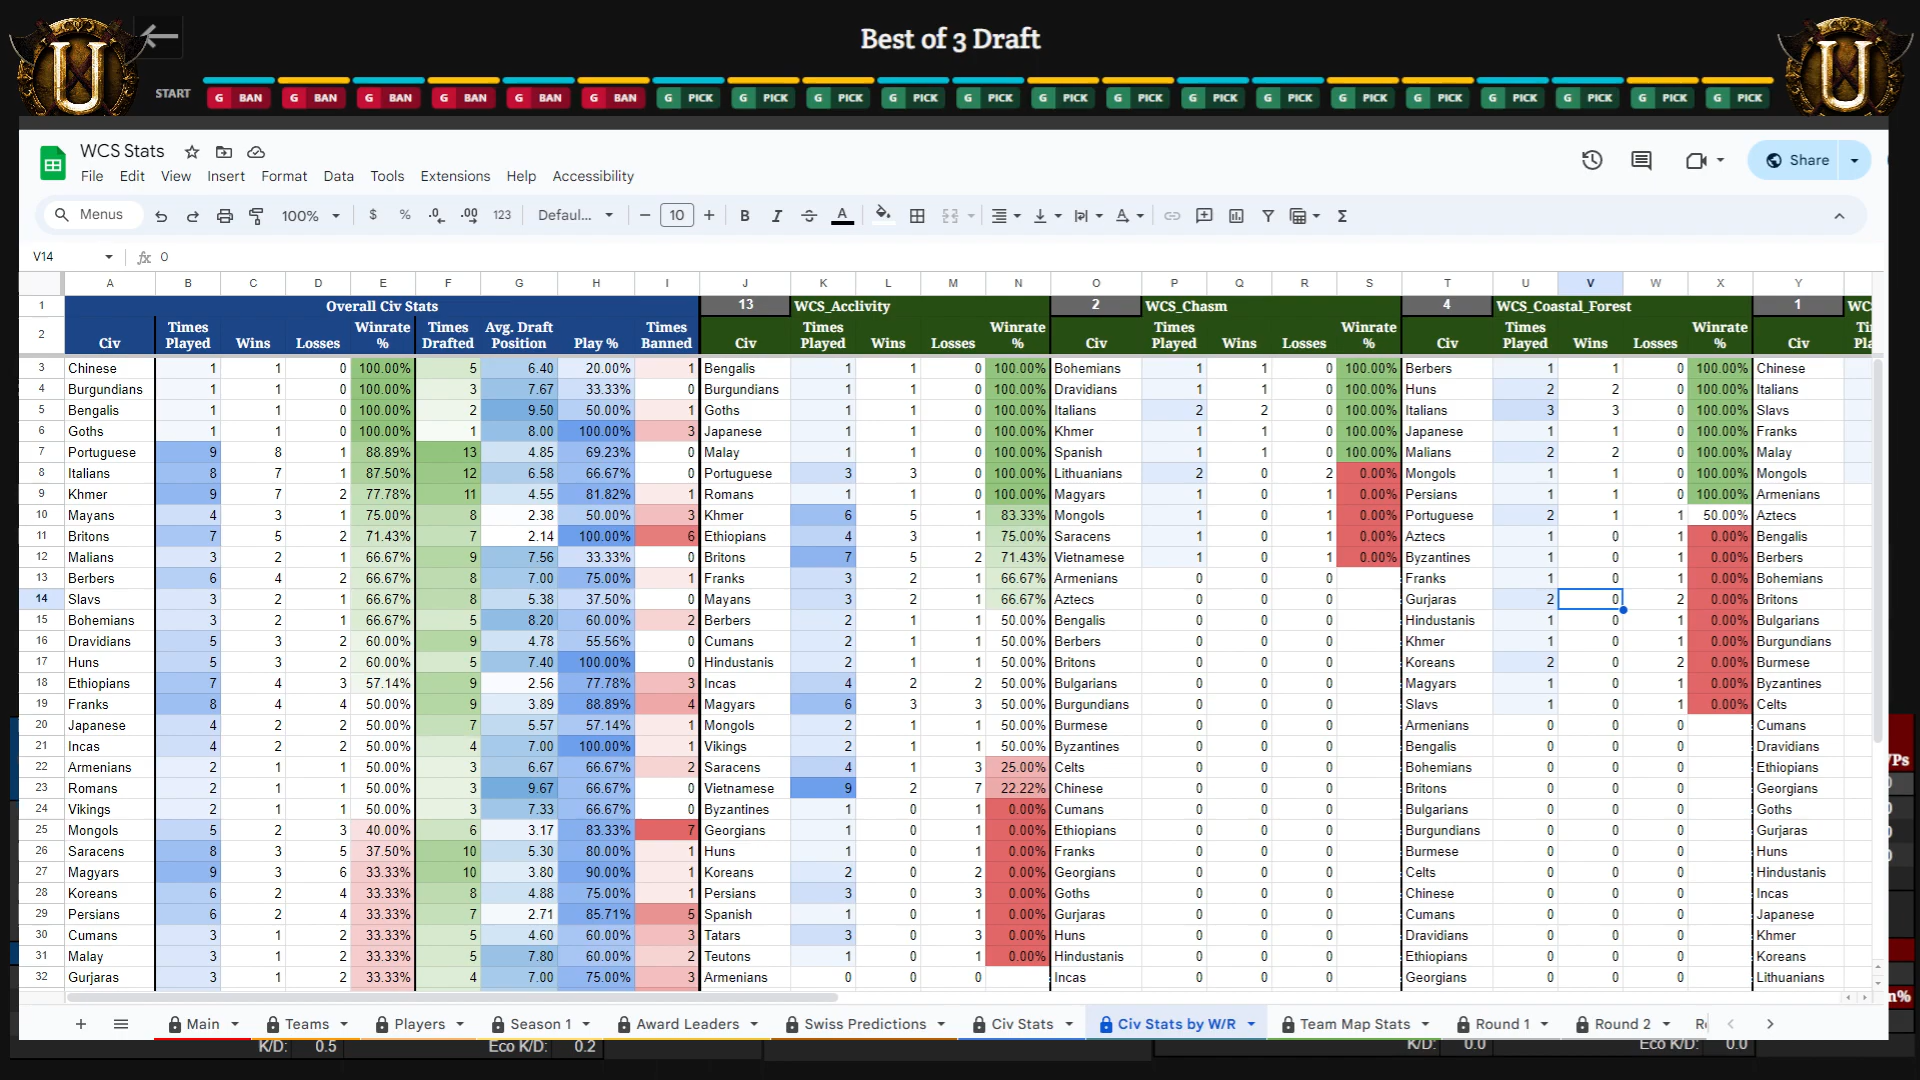 Best of 3 Draft
START G BAN G BAN G BAN G BAN G BAN G BAN G PICK G PICK G PICK G PICK G PICK G PICK G PICK G PICK G PICK G PICK G PICK G PICK G PICK G PICK G PICK
WCS Stats
Share
File Edit View Insert Format Data Tools Extensions Help Accessibility
Menus 100% $ % .0 .00 123 Defaul... 10
V14 fx 0
A B C D E F G H I J K L M N O P Q R S T U V W X Y
1 Overall Civ Stats 13 WCS_Acclivity 2 WCS_Chasm 4 WCS_Coastal_Forest 1
Times Winrate Times Avg. Draft Times Times Winrate Times Winrate Times Winrate
2 Civ Played Wins Losses % Drafted Position Play % Banned Civ Played Wins Losses % Civ Played Wins Losses % Civ Played Wins Losses % Civ
3 Chinese 1 1 0 100.00% 5 6.40 20.00% 1 Bengalis 1 1 0 100.00% Bohemians 1 1 0 100.00% Berbers 1 1 0 100.00% Chinese
4 Burgundians 1 1 0 100.00% 3 7.67 33.33% 0 Burgundians 1 1 0 100.00% Dravidians 1 1 0 100.00% Huns 2 2 0 100.00% Italians
5 Bengalis 1 1 0 100.00% 2 9.50 50.00% 1 Goths 1 1 0 100.00% Italians 2 2 0 100.00% Italians 3 3 0 100.00% Slavs
6 Goths 1 1 0 100.00% 1 8.00 100.00% 3 Japanese 1 1 0 100.00% Khmer 1 1 0 100.00% Japanese 1 1 0 100.00% Franks
7 Portuguese 9 8 1 88.89% 13 4.85 69.23% 0 Malay 1 1 0 100.00% Spanish 1 1 0 100.00% Malians 2 2 0 100.00% Malay
8 Italians 8 7 1 87.50% 12 6.58 66.67% 0 Portuguese 3 3 0 100.00% Lithuanians 2 0 2 0.00% Mongols 1 1 0 100.00% Mongols
9 Khmer 9 7 2 77.78% 11 4.55 81.82% 1 Romans 1 1 0 100.00% Magyars 1 0 1 0.00% Persians 1 1 0 100.00% Armenians
10 Mayans 4 3 1 75.00% 8 2.38 50.00% 3 Khmer 6 5 1 83.33% Mongols 1 0 1 0.00% Portuguese 2 1 1 50.00% Aztecs
11 Britons 7 5 2 71.43% 7 2.14 100.00% 6 Ethiopians 4 3 1 75.00% Saracens 1 0 1 0.00% Aztecs 1 0 1 0.00% Bengalis
12 Malians 3 2 1 66.67% 9 7.56 33.33% 0 Britons 7 5 2 71.43% Vietnamese 1 0 1 0.00% Byzantines 1 0 1 0.00% Berbers
13 Berbers 6 4 2 66.67% 8 7.00 75.00% 1 Franks 3 2 1 66.67% Armenians 0 0 0 Franks 1 0 1 0.00% Bohemians
14 Slavs 3 2 1 66.67% 8 5.38 37.50% 0 Mayans 3 2 1 66.67% Aztecs 0 0 0 Gurjaras 2 0 2 0.00% Britons
15 Bohemians 3 2 1 66.67% 5 8.20 60.00% 2 Berbers 2 1 1 50.00% Bengalis 0 0 0 Hindustanis 1 0 1 0.00% Bulgarians
16 Dravidians 5 3 2 60.00% 9 4.78 55.56% 0 Cumans 2 1 1 50.00% Berbers 0 0 0 Khmer 1 0 1 0.00% Burgundians
17 Huns 5 3 2 60.00% 5 7.40 100.00% 0 Hindustanis 2 1 1 50.00% Britons 0 0 0 Koreans 2 0 2 0.00% Burmese
18 Ethiopians 7 4 3 57.14% 9 2.56 77.78% 3 Incas 4 2 2 50.00% Bulgarians 0 0 0 Magyars 1 0 1 0.00% Byzantines
19 Franks 8 4 4 50.00% 9 3.89 88.89% 4 Magyars 6 3 3 50.00% Burgundians 0 0 0 Slavs 1 0 1 0.00% Celts
20 Japanese 4 2 2 50.00% 7 5.57 57.14% 1 Mongols 2 1 1 50.00% Burmese 0 0 0 Armenians 0 0 0 Cumans
21 Incas 4 2 2 50.00% 4 7.00 100.00% 1 Vikings 2 1 1 50.00% Byzantines 0 0 0 Bengalis 0 0 0 Dravidians
22 Armenians 2 1 1 50.00% 3 6.67 66.67% 2 Saracens 4 1 3 25.00% Celts 0 0 0 Bohemians 0 0 0 Ethiopians
23 Romans 2 1 1 50.00% 3 9.67 66.67% 0 Vietnamese 9 2 7 22.22% Chinese 0 0 0 Britons 0 0 0 Georgians
24 Vikings 2 1 1 50.00% 3 7.33 66.67% 0 Byzantines 1 0 1 0.00% Cumans 0 0 0 Bulgarians 0 0 0 Goths
25 Mongols 5 2 3 40.00% 6 3.17 83.33% 7 Georgians 1 0 1 0.00% Ethiopians 0 0 0 Burgundians 0 0 0 Gurjaras
26 Saracens 8 3 5 37.50% 10 5.30 80.00% 1 Huns 1 0 1 0.00% Franks 0 0 0 Burmese 0 0 0 Huns
27 Magyars 9 3 6 33.33% 10 3.80 90.00% 1 Koreans 2 0 2 0.00% Georgians 0 0 0 Celts 0 0 0 Hindustanis
28 Koreans 6 2 4 33.33% 8 4.88 75.00% 1 Persians 3 0 3 0.00% Goths 0 0 0 Chinese 0 0 0 Incas
29 Persians 6 2 4 33.33% 7 2.71 85.71% 5 Spanish 1 0 1 0.00% Gurjaras 0 0 0 Cumans 0 0 0 Japanese
30 Cumans 3 1 2 33.33% 5 4.60 60.00% 3 Tatars 3 0 3 0.00% Huns 0 0 0 Dravidians 0 0 0 Khmer
31 Malay 3 1 2 33.33% 5 7.80 60.00% 2 Teutons 1 0 1 0.00% Hindustanis 0 0 0 Ethiopians 0 0 0 Koreans
32 Gurjaras 3 1 2 33.33% 4 7.00 75.00% 3 Armenians 0 0 0 Incas 0 0 0 Georgians 0 0 0 Lithuanians
Main Teams Players Season 1 Award Leaders Swiss Predictions Civ Stats Civ Stats by W/R Team Map Stats Round 1 Round 2
K/D: 0.5 Eco K/D: 0.2 K/D: 0.0 Eco K/D: 0.0